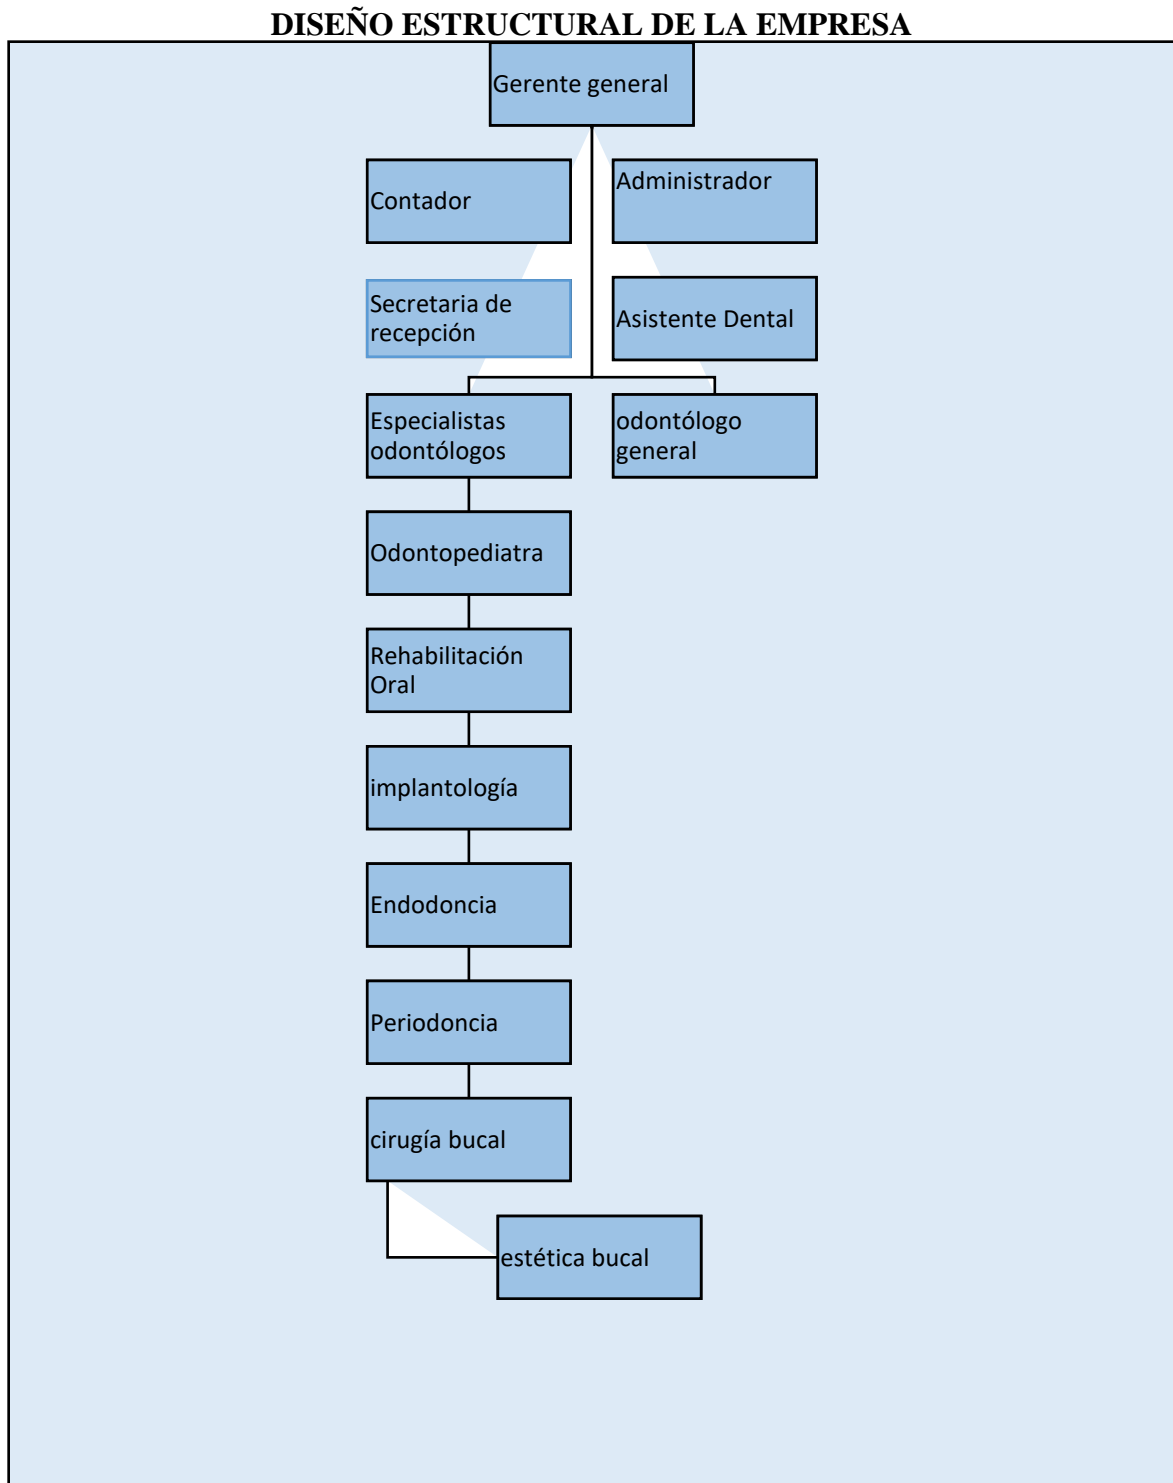 DISEÑO ESTRUCTURAL DE LA EMPRESA
Gerente general
Contador
Administrador
Secretaria de
recepción
Asistente Dental
Especialistas
odontólogos
odontólogo
general
Odontopediatra
Rehabilitación
Oral
implantología
Endodoncia
Periodoncia
cirugía bucal
estética bucal